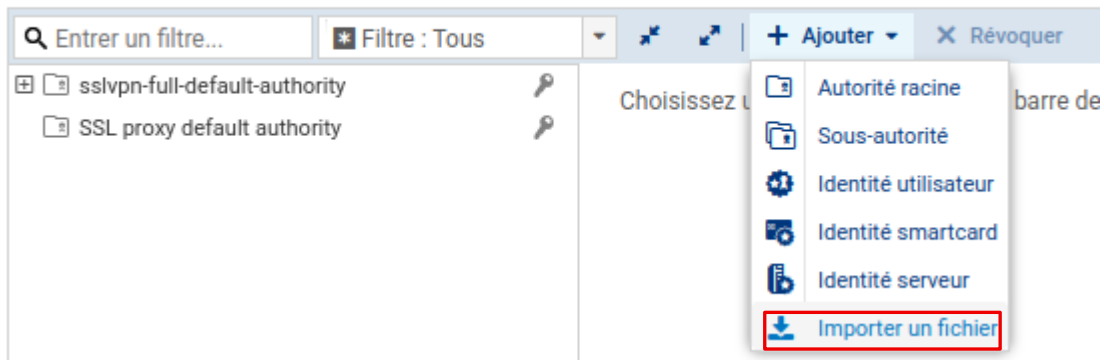 Entrer un filtre...
Filtre : Tous
Ajouter
Révoquer
sslvpn-full-default-authority
SSL proxy default authority
Choisissez
barre de
Autorité racine
Sous-autorité
Identité utilisateur
Identité smartcard
Identité serveur
Importer un fichier